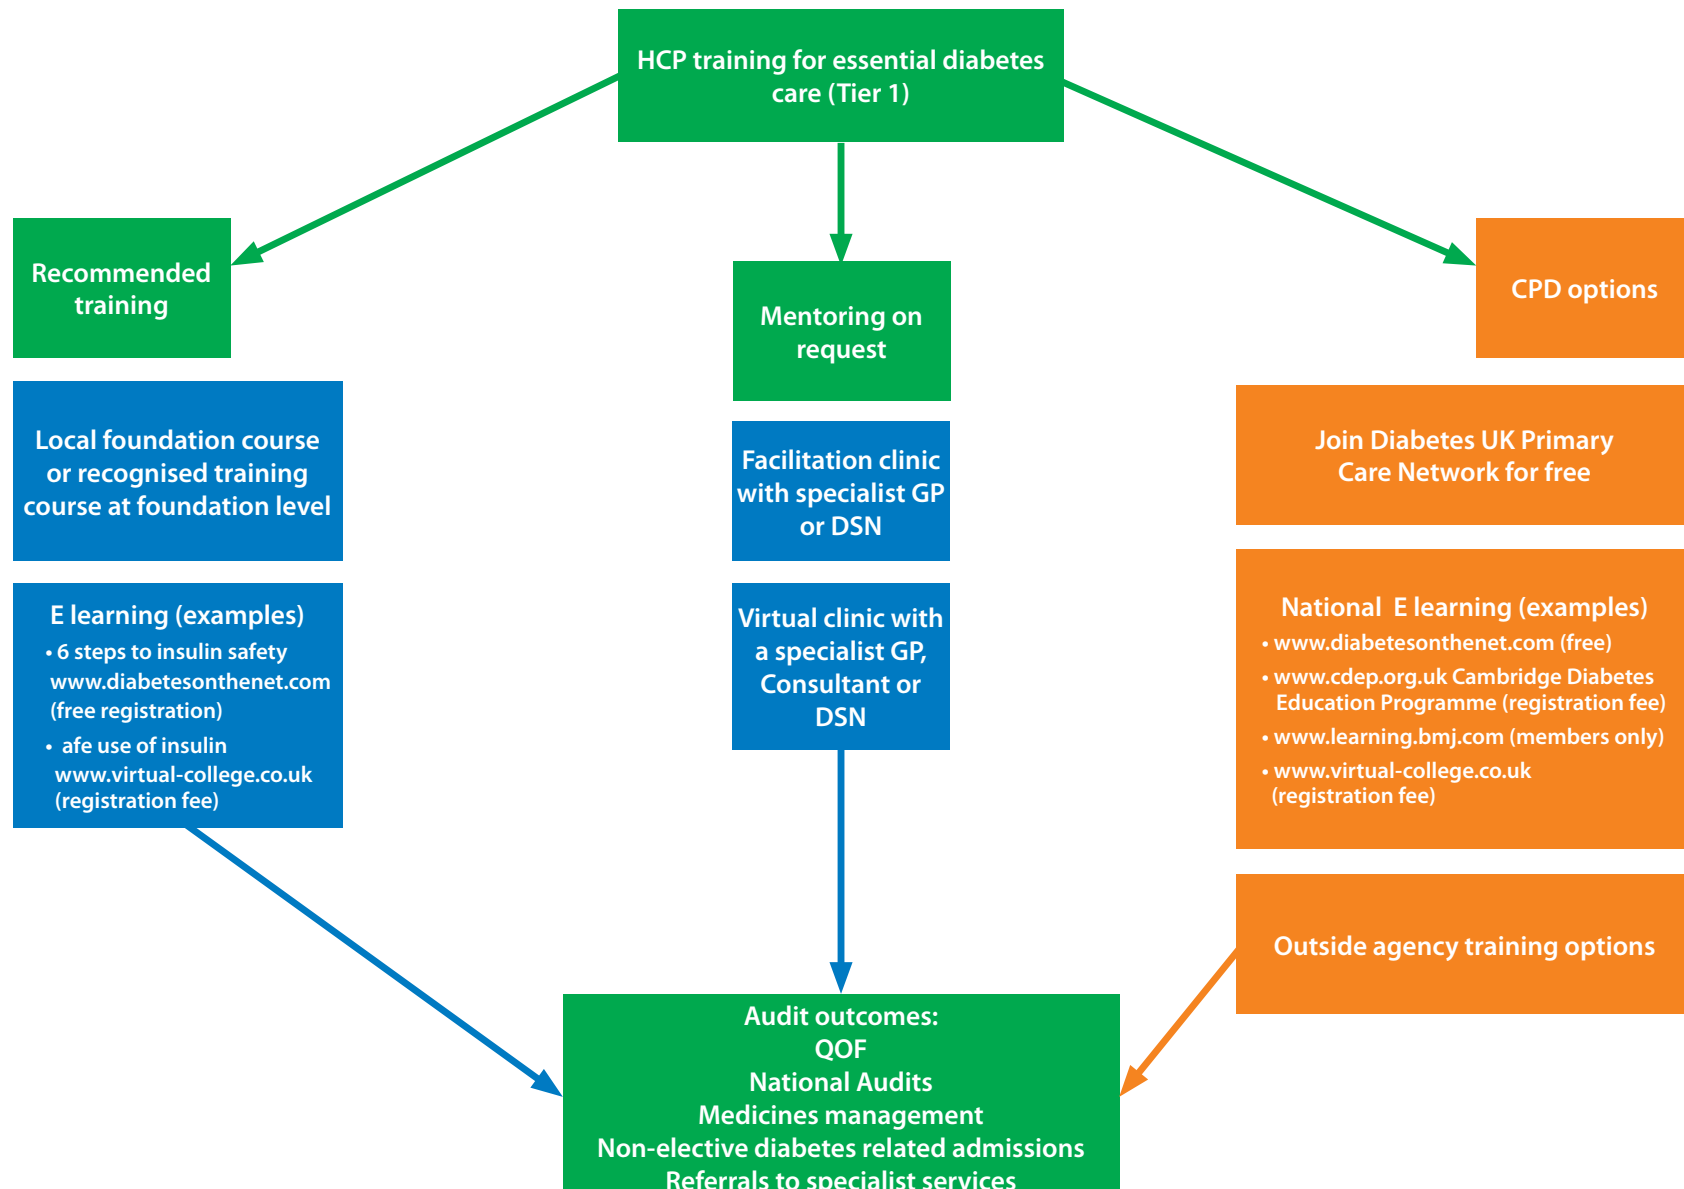 HCP training for essential diabetes
care (Tier 1)
Recommended
training
Local foundation course
or recognised training
course at foundation level
E learning (examples)
• 6 steps to insulin safety
www.diabetesonthenet.com
(free registration)
• afe use of insulin
www.virtual-college.co.uk
(registration fee)
Mentoring on
request
Facilitation clinic
with specialist GP
or DSN
Virtual clinic with
a specialist GP,
Consultant or
DSN
CPD options
Join Diabetes UK Primary
Care Network for free
National E learning (examples)
• www.diabetesonthenet.com (free)
• www.cdep.org.uk Cambridge Diabetes
Education Programme (registration fee)
• www.learning.bmj.com (members only)
• www.virtual-college.co.uk
(registration fee)
Outside agency training options
Audit outcomes:
QOF
National Audits
Medicines management
Non-elective diabetes related admissions
Referrals to specialist services